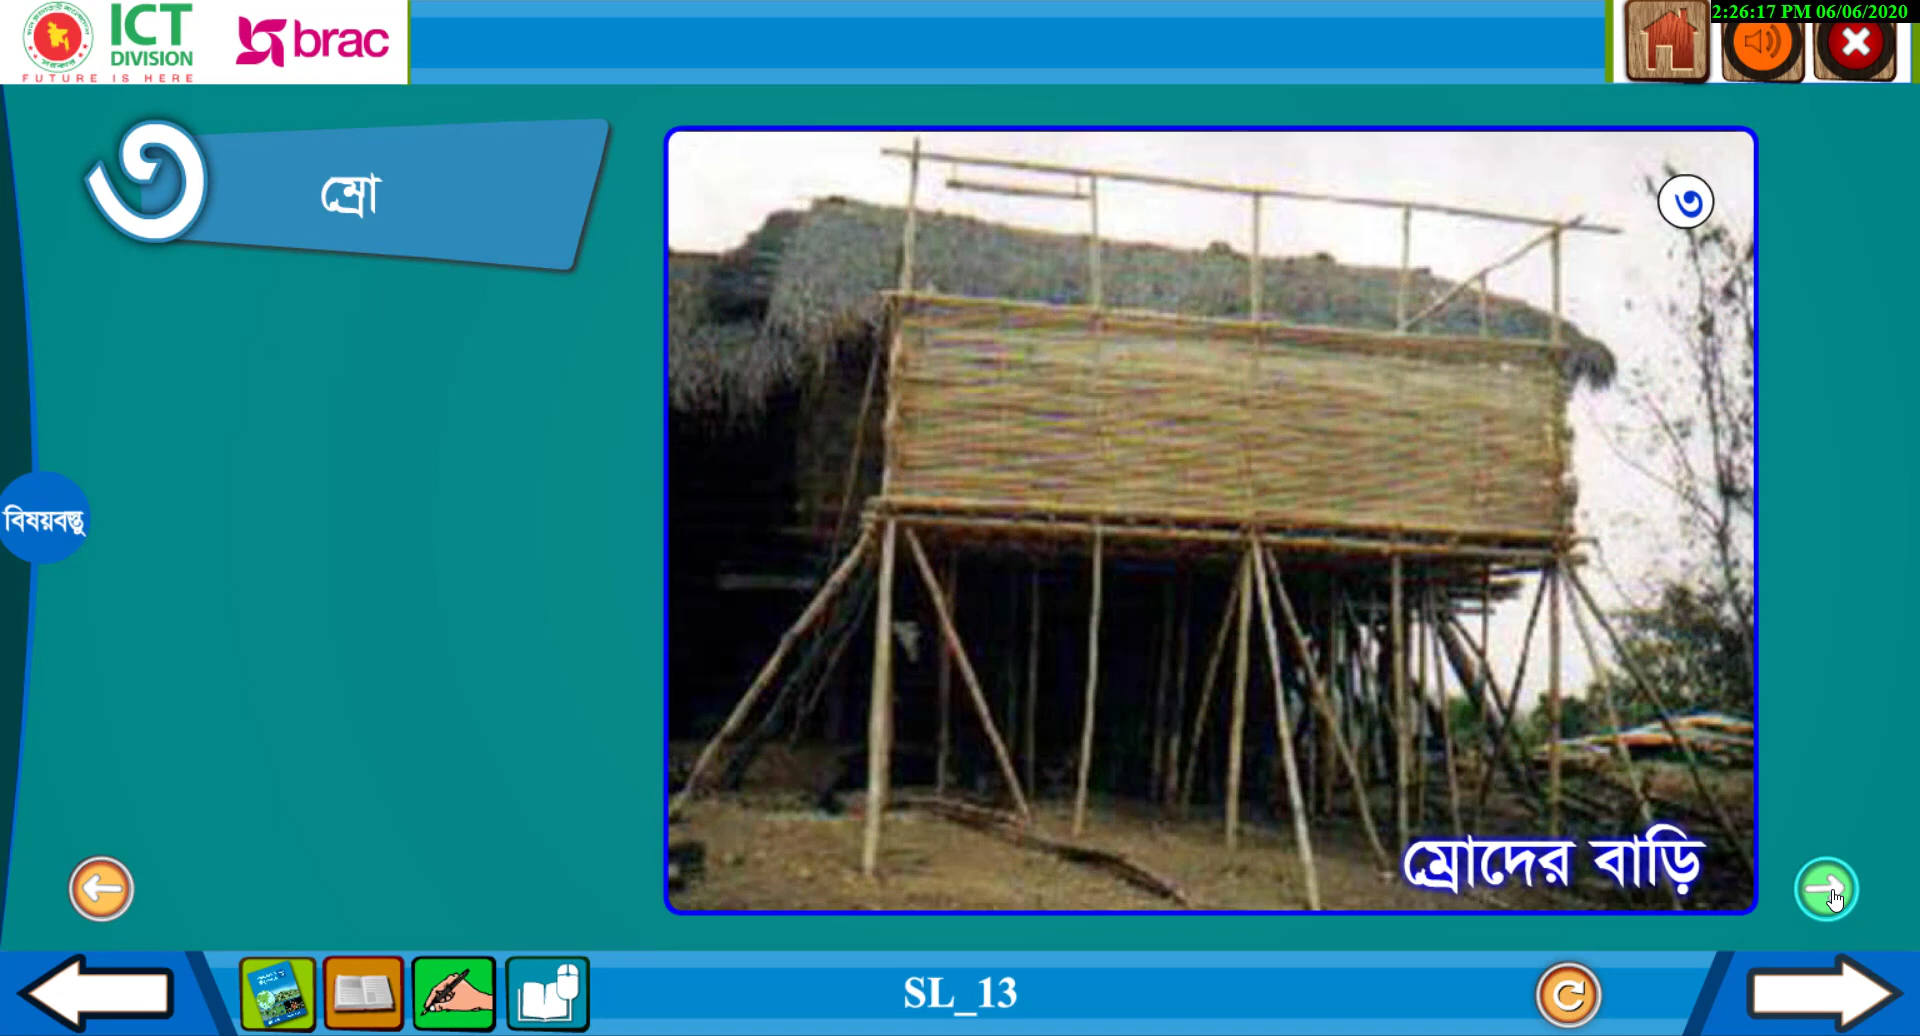 ICT
DIVISION
FUTURE IS HERE
brac
2:26:17 PM 06/06/2020
৩
ম্রো
৩
বিষয়বস্তু
ম্রোদের বাড়ি
SL_13